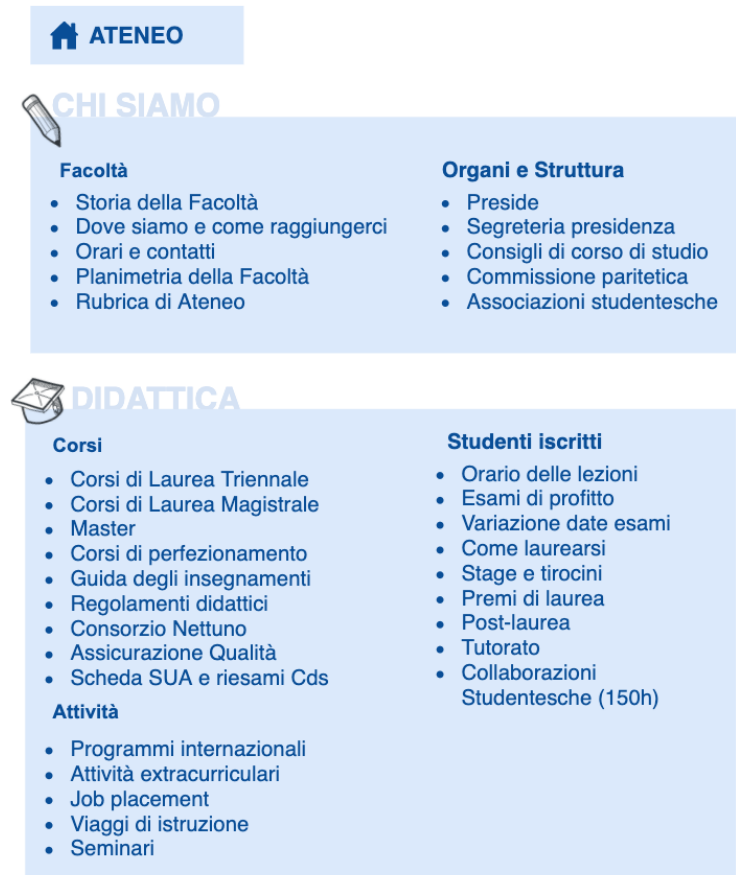 ATENEO
CHI SIAMO
Facoltà
Storia della Facoltà
Dove siamo e come raggiungerci
Orari e contatti
Planimetria della Facoltà
Rubrica di Ateneo
Organi e Struttura
Preside
Segreteria presidenza
Consigli di corso di studio
Commissione paritetica
Associazioni studentesche
DIDATTICA
Corsi
Corsi di Laurea Triennale
Corsi di Laurea Magistrale
Master
Corsi di perfezionamento
Guida degli insegnamenti
Regolamenti didattici
Consorzio Nettuno
Assicurazione Qualità
Scheda SUA e riesami Cds
Attività
Programmi internazionali
Attività extracurriculari
Job placement
Viaggi di istruzione
Seminari
Studenti iscritti
Orario delle lezioni
Esami di profitto
Variazione date esami
Come laurearsi
Stage e tirocini
Premi di laurea
Post-laurea
Tutorato
Collaborazioni
Studentesche (150h)